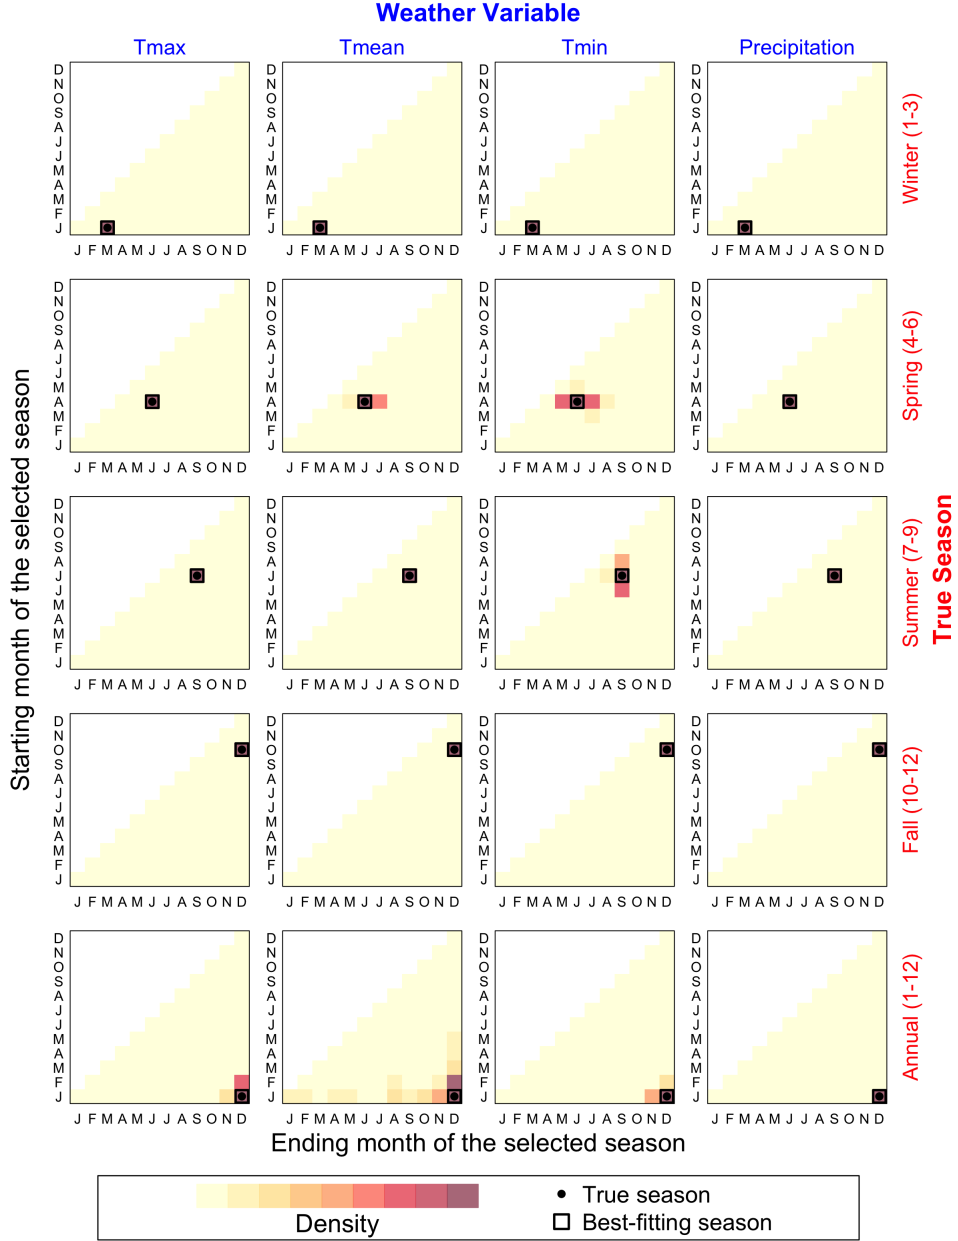 Weather Variable
Tmax Tmean Tmin Precipitation
Starting month of the selected season
True Season
D
N
O
S
A
J
J
M
A
M
F
J
D
N
O
S
A
J
J
M
A
M
F
J
D
N
O
S
A
J
J
M
A
M
F
J
D
N
O
S
A
J
J
M
A
M
F
J
Winter (1-3)
J F M A M J J A S O N D J F M A M J J A S O N D J F M A M J J A S O N D J F M A M J J A S O N D
D
N
O
S
A
J
J
M
A
M
F
J
D
N
O
S
A
J
J
M
A
M
F
J
D
N
O
S
A
J
J
M
A
M
F
J
D
N
O
S
A
J
J
M
A
M
F
J
Spring (4-6)
J F M A M J J A S O N D J F M A M J J A S O N D J F M A M J J A S O N D J F M A M J J A S O N D
D
N
O
S
A
J
J
M
A
M
F
J
D
N
O
S
A
J
J
M
A
M
F
J
D
N
O
S
A
J
J
M
A
M
F
J
D
N
O
S
A
J
J
M
A
M
F
J
Summer (7-9)
J F M A M J J A S O N D J F M A M J J A S O N D J F M A M J J A S O N D J F M A M J J A S O N D
D
N
O
S
A
J
J
M
A
M
F
J
D
N
O
S
A
J
J
M
A
M
F
J
D
N
O
S
A
J
J
M
A
M
F
J
D
N
O
S
A
J
J
M
A
M
F
J
Fall (10-12)
J F M A M J J A S O N D J F M A M J J A S O N D J F M A M J J A S O N D J F M A M J J A S O N D
D
N
O
S
A
J
J
M
A
M
F
J
D
N
O
S
A
J
J
M
A
M
F
J
D
N
O
S
A
J
J
M
A
M
F
J
D
N
O
S
A
J
J
M
A
M
F
J
Annual (1-12)
J F M A M J J A S O N D J F M A M J J A S O N D J F M A M J J A S O N D J F M A M J J A S O N D
Ending month of the selected season
Density
True season
Best-fitting season